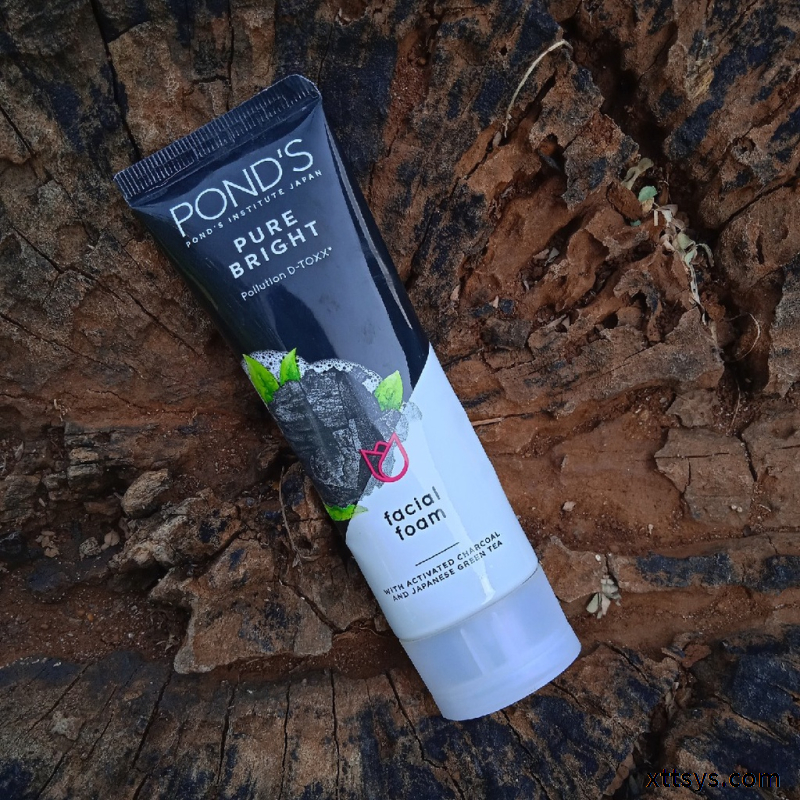 POND'S
POND'S INSTITUTE JAPAN
PURE
BRIGHT
Pollution D-TOXX*
facial
foam
WITH ACTIVATED CHARCOAL
AND JAPANESE GREEN TEA
xttsys.com